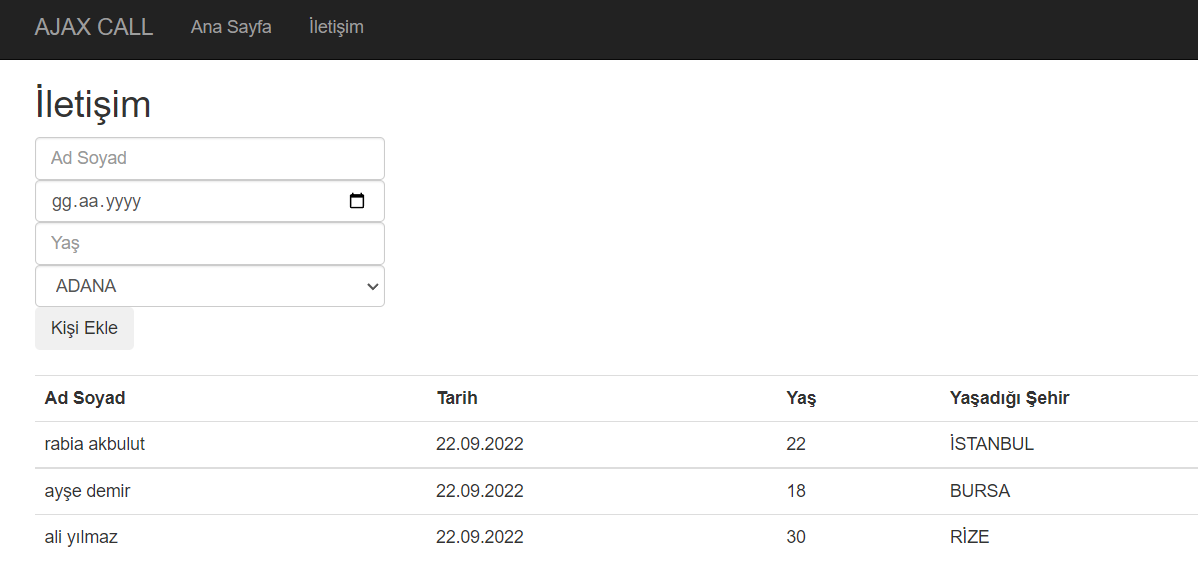 AJAX CALL Ana Sayfa İletişim
İletişim
Ad Soyad
gg.aa.yyyy
Yaş
ADANA
Kişi Ekle
Ad Soyad Tarih Yaş Yaşadığı Şehir
rabia akbulut 22.09.2022 22 İSTANBUL
ayşe demir 22.09.2022 18 BURSA
ali yılmaz 22.09.2022 30 RİZE